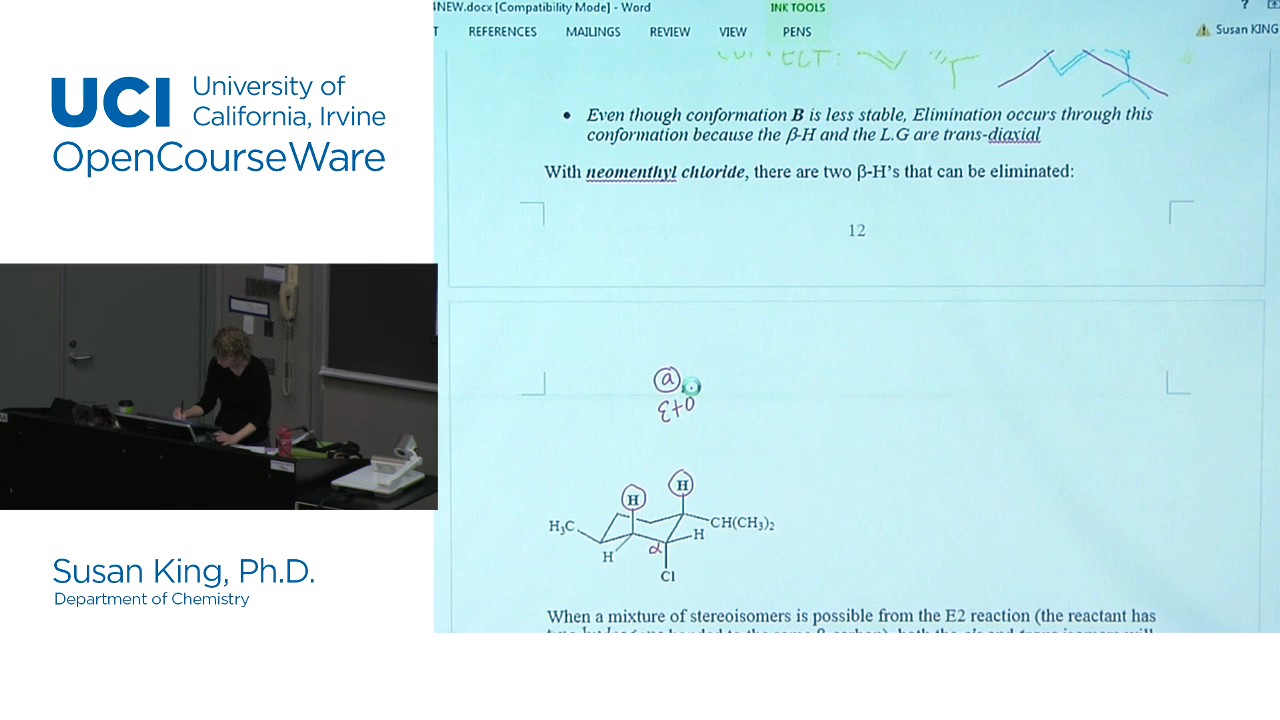 UCI University of
California, Irvine
OpenCourseWare
Susan King, Ph.D.
Department of Chemistry
4NEW.docx [Compatibility Mode] - Word
INK TOOLS
?
T REFERENCES MAILINGS REVIEW VIEW PENS
Susan KING
ECT:
• Even though conformation B is less stable, Elimination occurs through this
conformation because the β-H and the L.G are trans-diaxial
With neomenthyl chloride, there are two β-H's that can be eliminated:
12
a
Et O
H
H
H₃C
CH(CH₃)₂
H
α
H
Cl
When a mixture of stereoisomers is possible from the E2 reaction (the reactant has